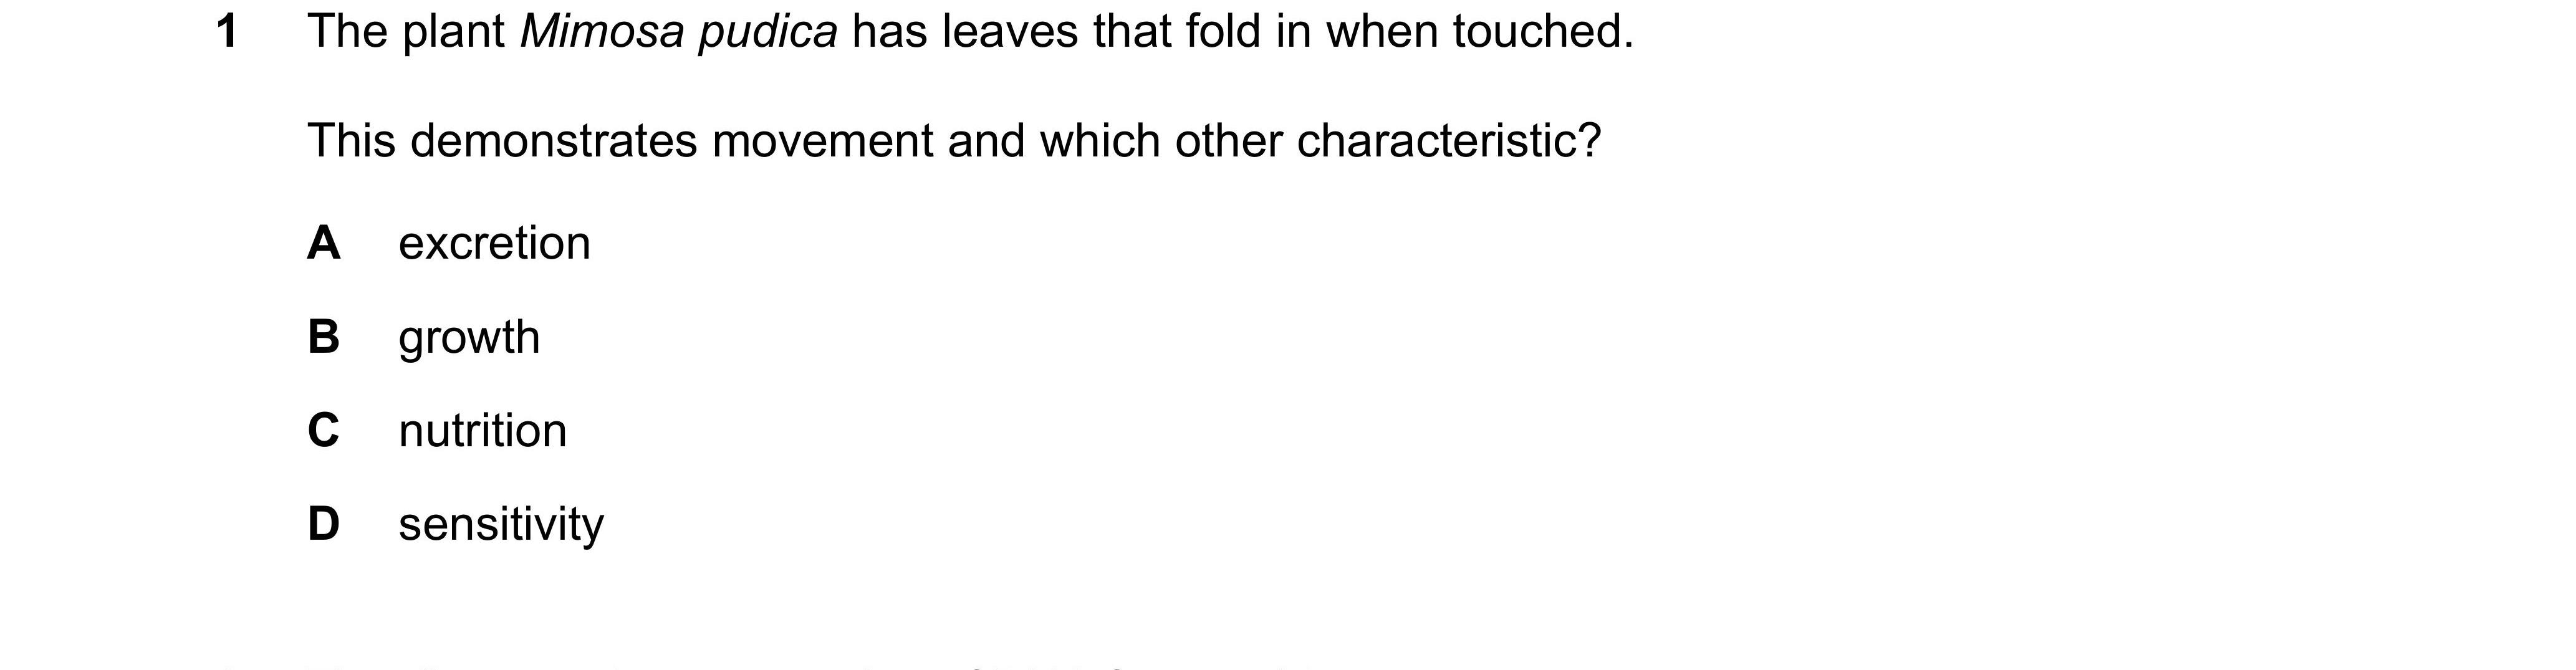 1 The plant Mimosa pudica has leaves that fold in when touched.
This demonstrates movement and which other characteristic?
A excretion
B growth
C nutrition
D sensitivity